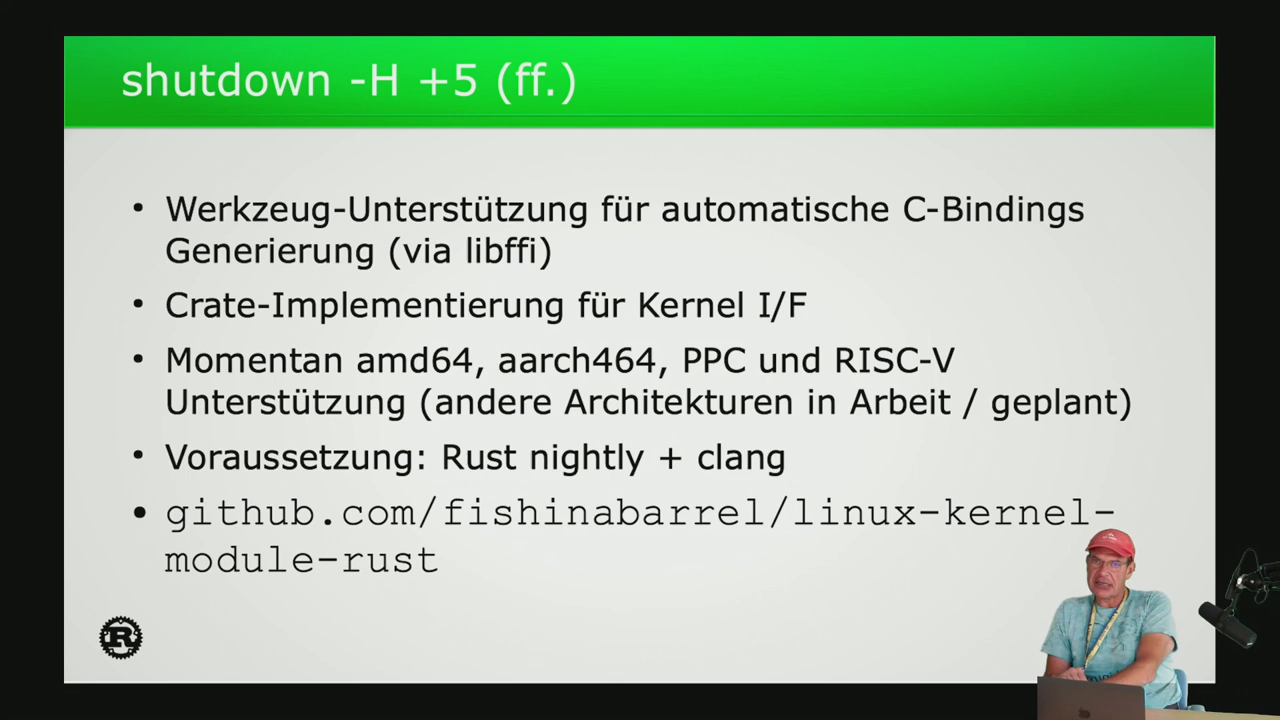 shutdown -H +5 (ff.)
• Werkzeug-Unterstützung für automatische C-Bindings
Generierung (via libffi)
• Crate-Implementierung für Kernel I/F
• Momentan amd64, aarch464, PPC und RISC-V
Unterstützung (andere Architekturen in Arbeit / geplant)
• Voraussetzung: Rust nightly + clang
• github.com/fishinabarrel/linux-kernel-
module-rust
R